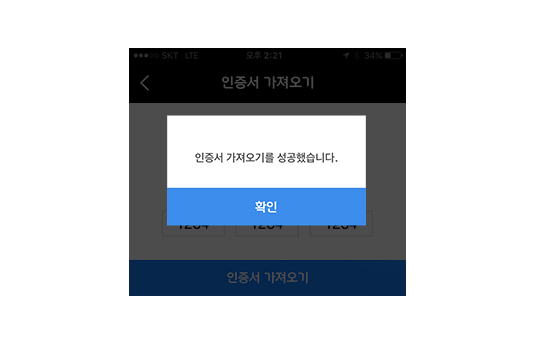 SKT LTE 오후 2:21 34%
인증서 가져오기
인증서 가져오기를 성공했습니다.
확인
1234 1234 1234
인증서 가져오기